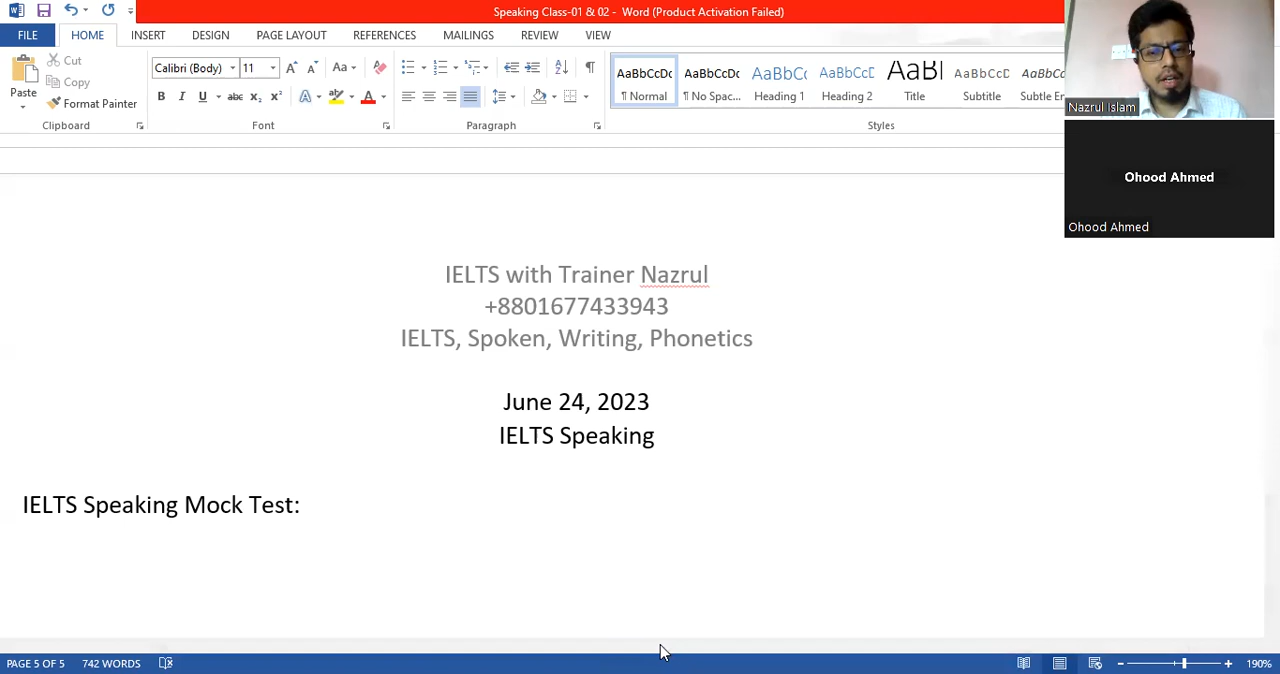 Speaking Class-01 & 02 - Word (Product Activation Failed)
FILE HOME INSERT DESIGN PAGE LAYOUT REFERENCES MAILINGS REVIEW VIEW
Paste
Cut
Copy
Format Painter
Clipboard
Calibri (Body) 11
Font
Paragraph
AaBbCcDc AaBbCcDc AaBbCc AaBbCcD AaBl AaBbCcD AaBbCcD
¶ Normal ¶ No Spac... Heading 1 Heading 2 Title Subtitle Subtle En
Styles
Nazrul Islam
Ohood Ahmed
Ohood Ahmed
IELTS with Trainer Nazrul
+8801677433943
IELTS, Spoken, Writing, Phonetics
June 24, 2023
IELTS Speaking
IELTS Speaking Mock Test:
PAGE 5 OF 5 742 WORDS 190%